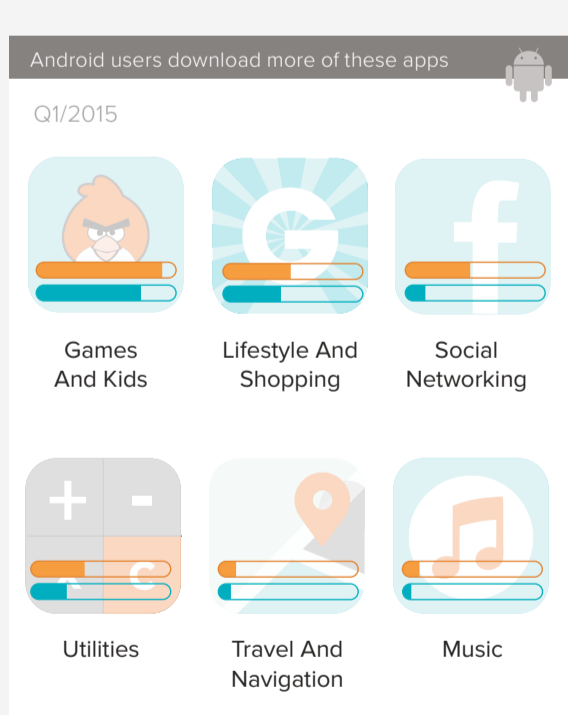 Android users download more of these apps
Q1/2015
G
f
Games
And Kids
Lifestyle And
Shopping
Social
Networking
+ -
C
Utilities
Travel And
Navigation
Music